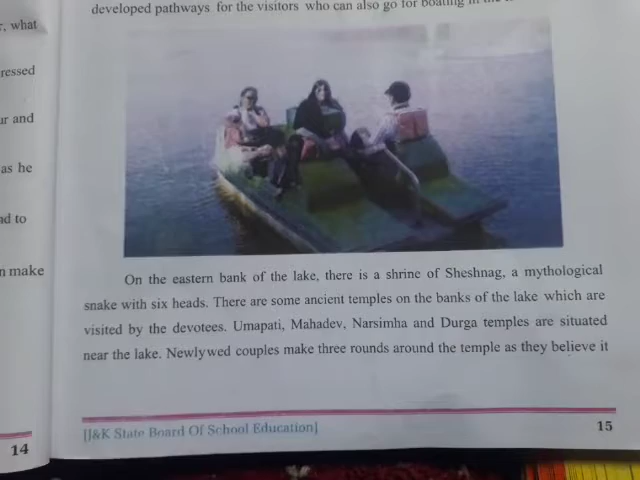 , what
ressed
ur and
as he
nd to
n make
14
developed pathways for the visitors who can also go for boating in the
On the eastern bank of the lake, there is a shrine of Sheshnag, a mythological
snake with six heads. There are some ancient temples on the banks of the lake which are
visited by the devotees. Umapati, Mahadev, Narsimha and Durga temples are situated
near the lake. Newlywed couples make three rounds around the temple as they believe it
[J&K State Board Of School Education]
15